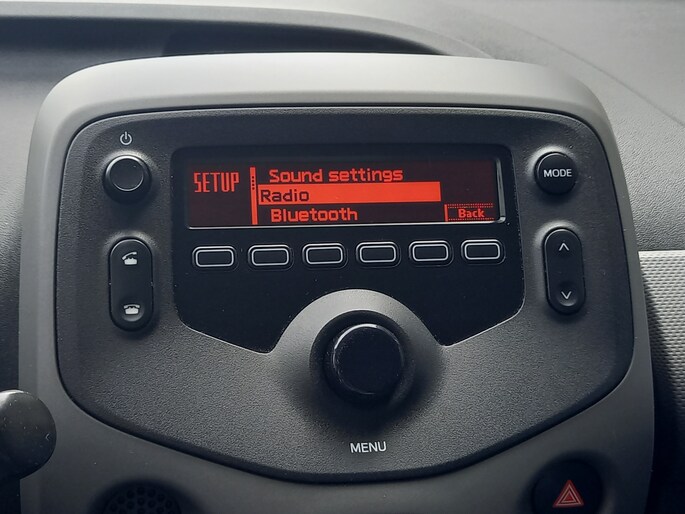 SETUP
Sound settings
Radio
Bluetooth
Back
MODE
MENU